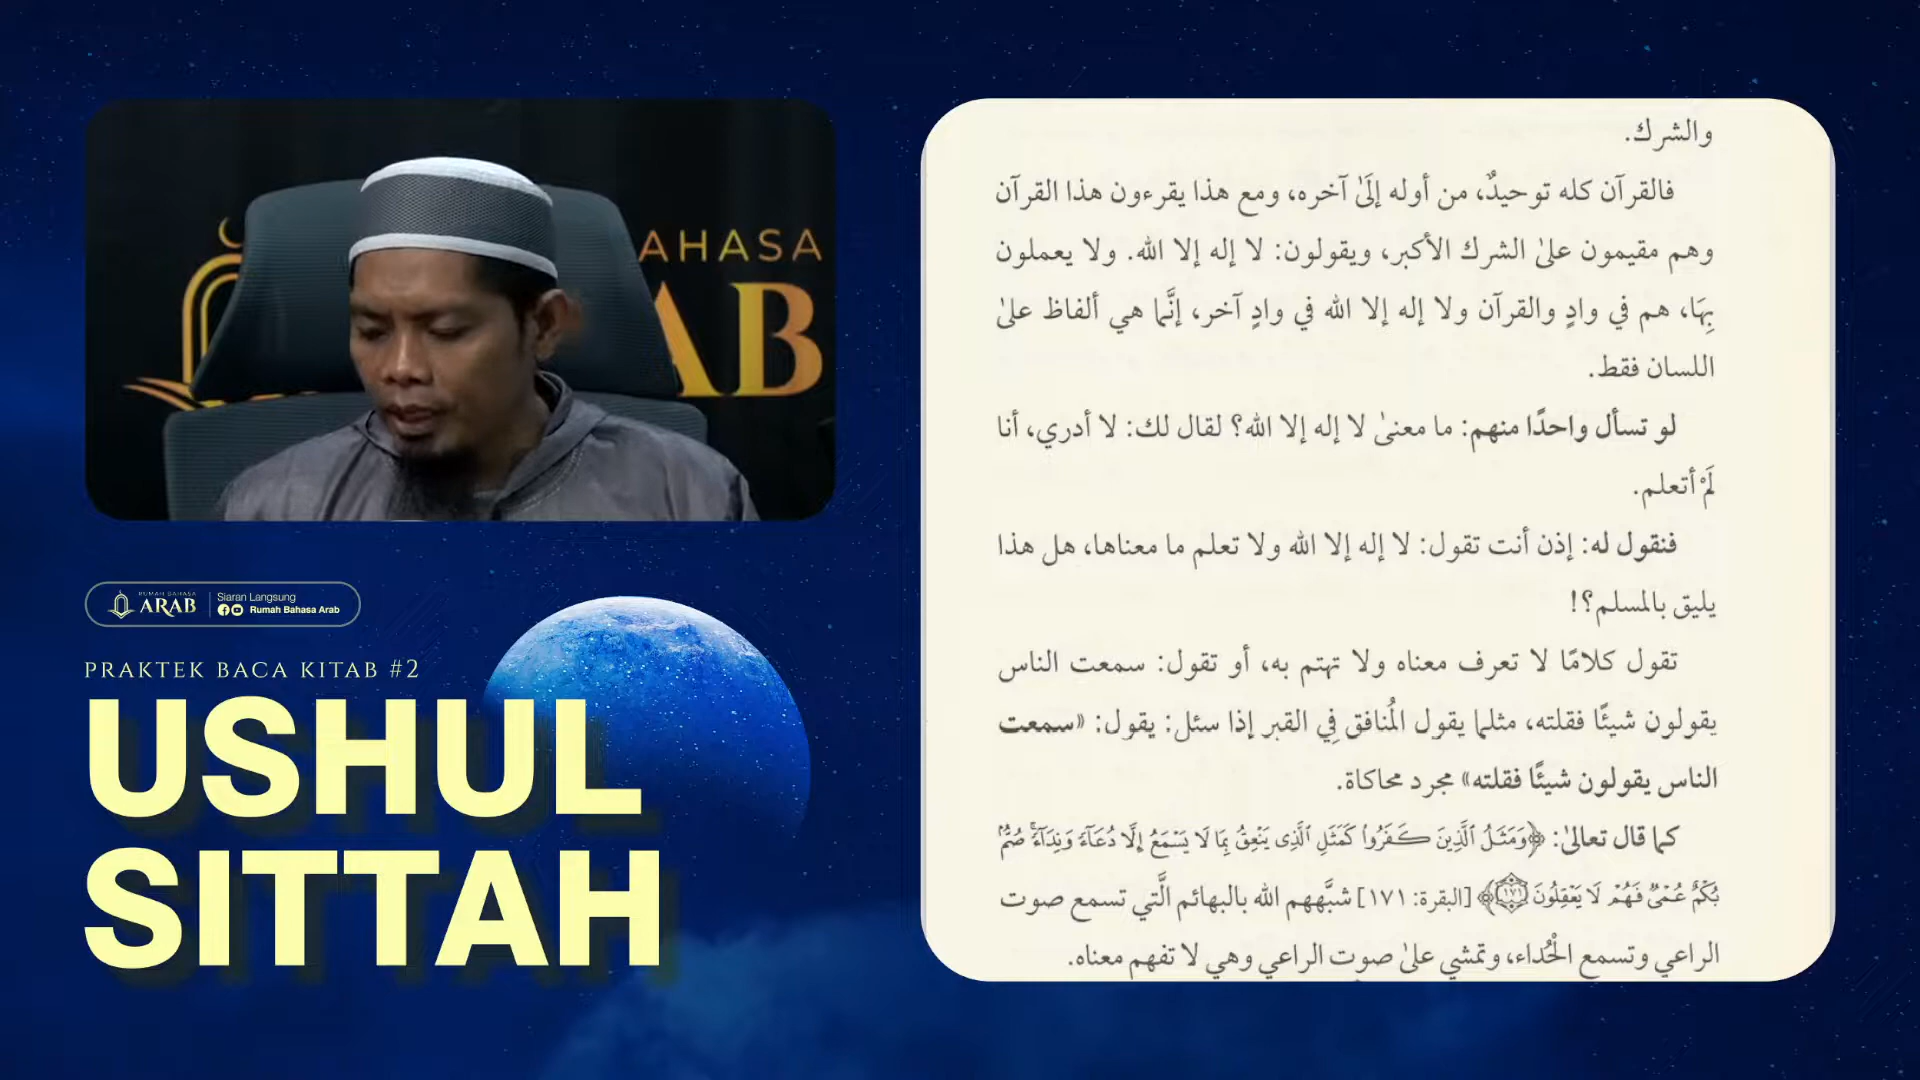 AHASA
AB
RUMAH BAHASA
ARAB
Siaran Langsung
Rumah Bahasa Arab
PRAKTEK BACA KITAB #2
USHUL
SITTAH
والشرك.
فالقرآن كله توحيدٌ، من أوله إلَىٰ آخره، ومع هذا يقرءون هذا القرآن
وهم مقيمون علىٰ الشرك الأكبر، ويقولون: لا إله إلا الله. ولا يعملون
بِهَا، هم في وادٍ والقرآن ولا إله إلا الله في وادٍ آخر، إنَّما هي ألفاظ علىٰ
اللسان فقط.
لو تسأل واحدًا منهم: ما معنىٰ لا إله إلا الله؟ لقال لك: لا أدري، أنا
لَمْ أتعلم.
فنقول له: إذن أنت تقول: لا إله إلا الله ولا تعلم ما معناها، هل هذا
يليق بالمسلم؟!
تقول كلامًا لا تعرف معناه ولا تهتم به، أو تقول: سمعت الناس
يقولون شيئًا فقلته، مثلما يقول المُنافق فِي القبر إذا سئل: يقول: «سمعت
الناس يقولون شيئًا فقلته» مجرد محاكاة.
كما قال تعالىٰ: ﴿وَمَثَلُ ٱلَّذِينَ كَفَرُوا۟ كَمَثَلِ ٱلَّذِى يَنْعِقُ بِمَا لَا يَسْمَعُ إِلَّا دُعَآءً وَنِدَآءً ۚ صُمٌّۢ
بُكْمٌ عُمْىٌ فَهُمْ لَا يَعْقِلُونَ ١٧١﴾ [البقرة: ١٧١] شبَّههم الله بالبهائم الَّتي تسمع صوت
الراعي وتسمع الْحُداء، وتمشي علىٰ صوت الراعي وهي لا تفهم معناه.